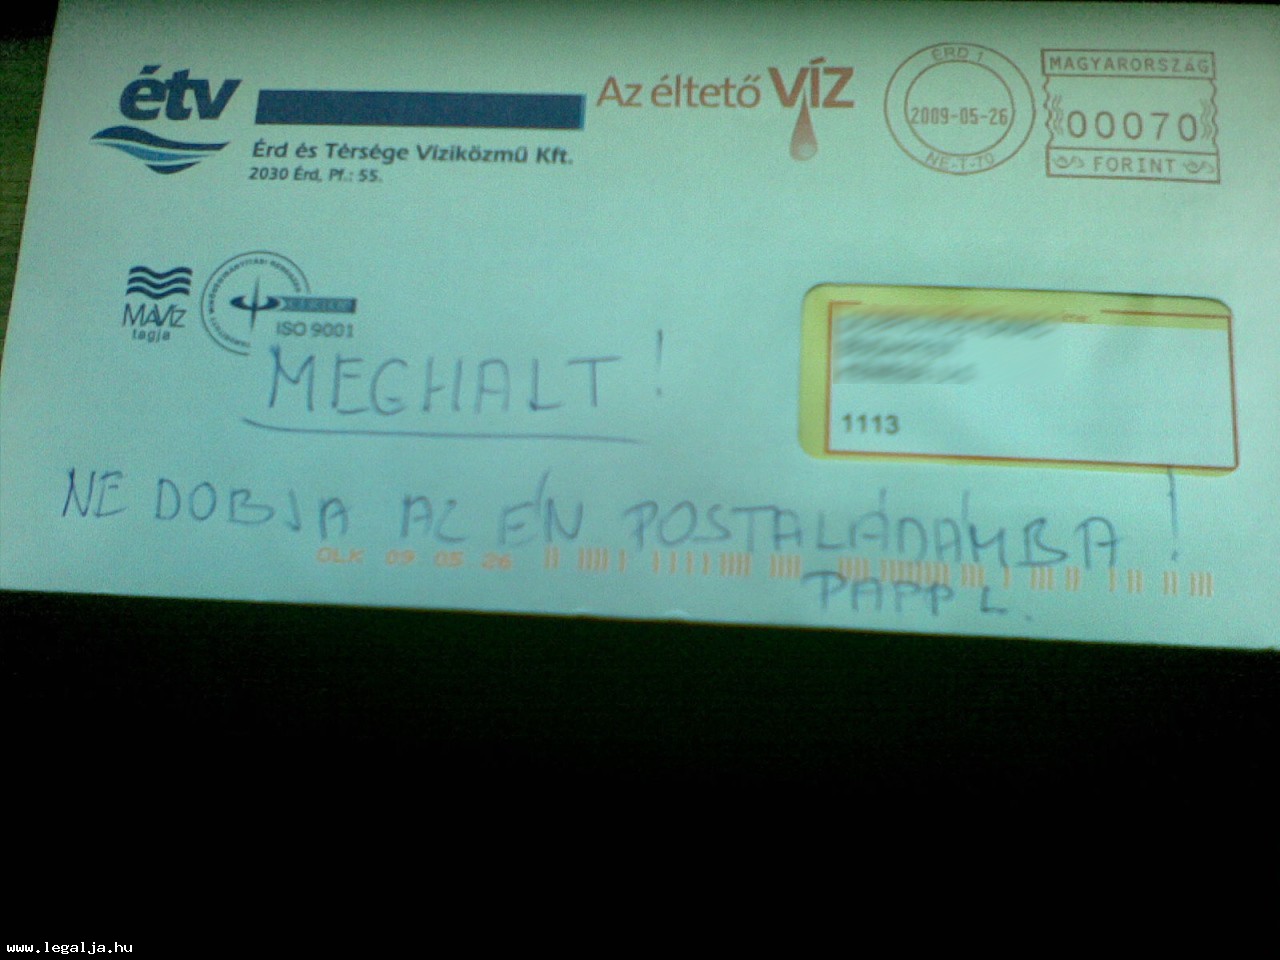 étv
Érd és Térsége Viziközmű Kft.
2030 Érd, Pf.: 55.
Az éltető VÍZ
ÉRD 1
2009-05-26
NE-T-70
MAGYARORSZÁG
00070
FORINT
MAVÍZ
tagja
ISO 9001
1113
MEGHALT!
NE DOBJA AZ ÉN POSTALÁDÁMBA!
OLK 09 05 26
PAPP L.
www.legalja.hu